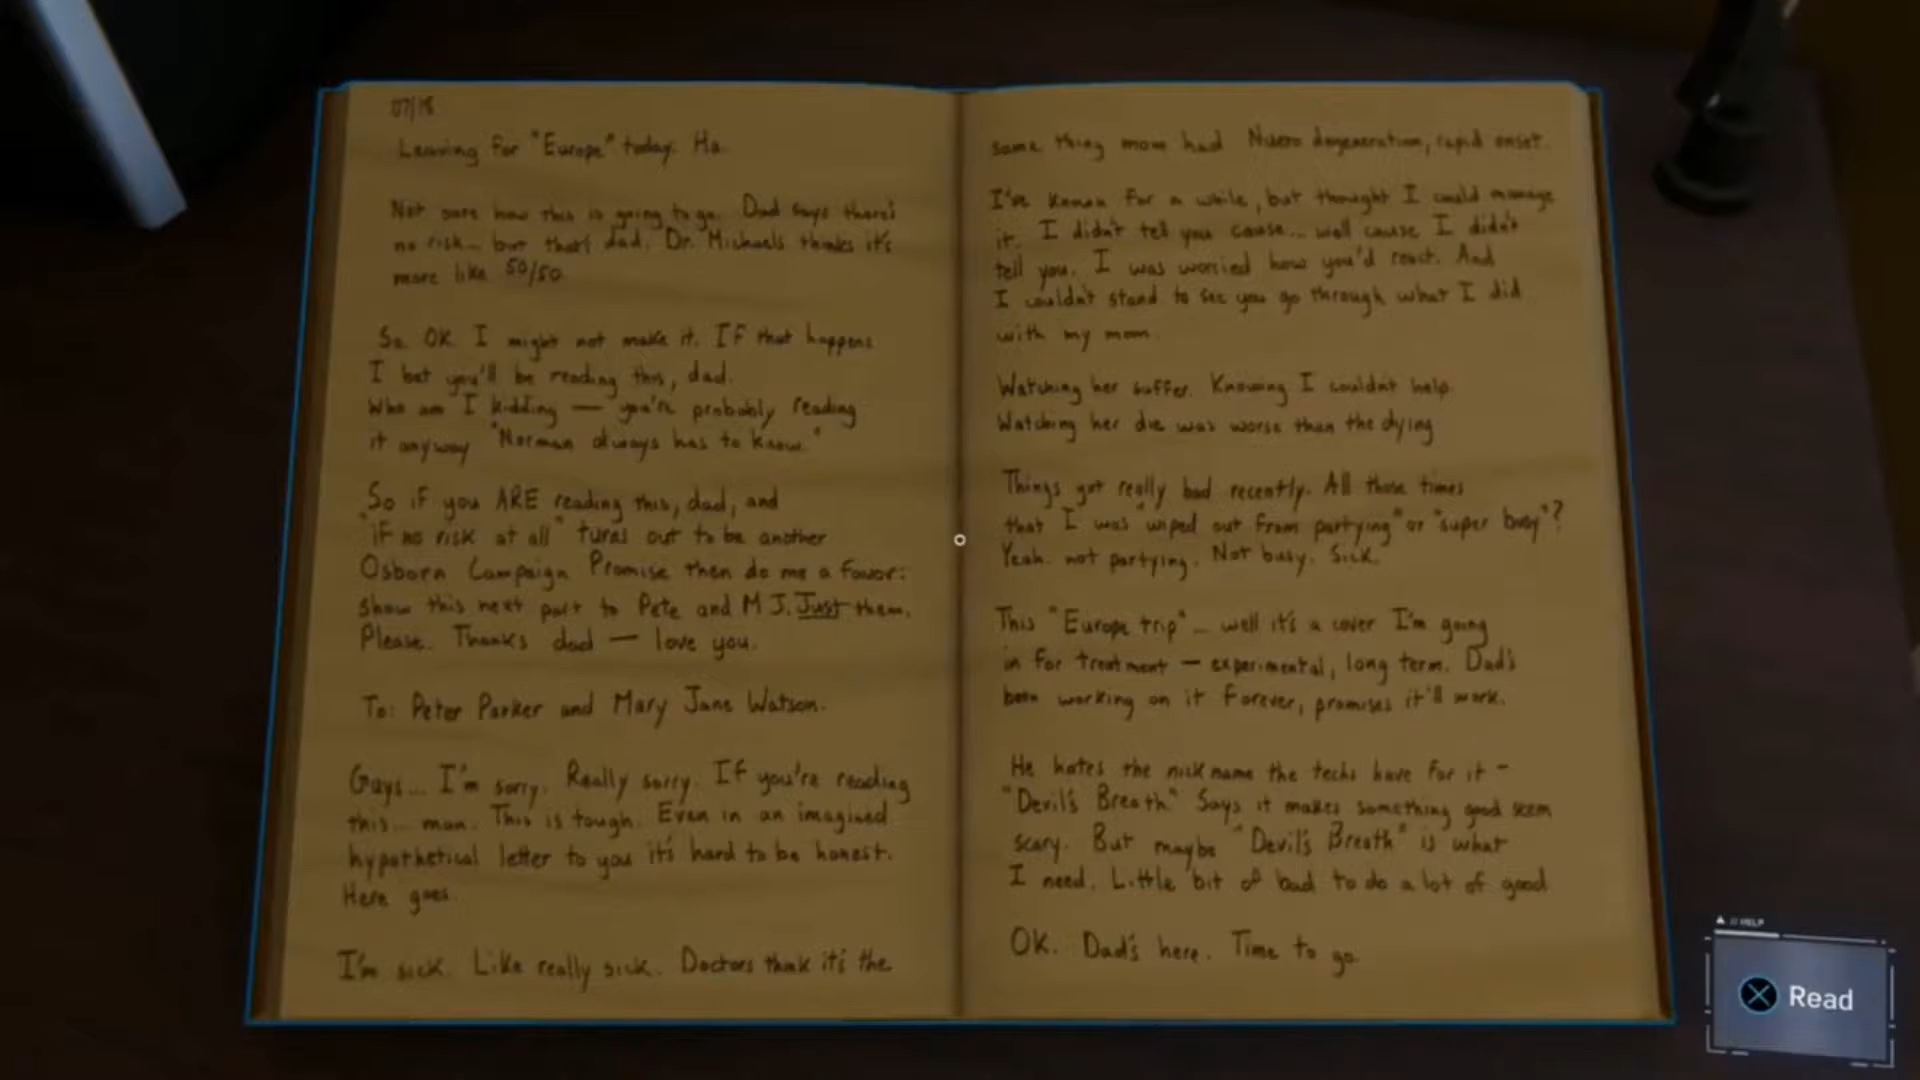 07/18
Leaving for "Europe" today. Ha.
Not sure how this is going to go. Dad says there's
no risk... but that's dad. Dr. Michaels thinks it's
more like 50/50
So. OK. I might not make it. If that happens
I bet you'll be reading this, dad.
Who am I kidding — you're probably reading
it anyway "Norman always has to know."
So if you ARE reading this, dad, and
"if no risk at all" turns out to be another
Osborn Campaign Promise then do me a favor:
show this next part to Pete and MJ. Just them.
Please. Thanks dad — love you.
To: Peter Parker and Mary Jane Watson.
Guys... I'm sorry. Really sorry. If you're reading
this... man. This is tough. Even in an imagined
hypothetical letter to you it's hard to be honest.
Here goes.
I'm sick. Like really sick. Doctors think it's the
same thing mom had Nuero degeneration, rapid onset.
I've known for a while, but thought I could manage
it. I didn't tell you cause... well cause I didn't
tell you. I was worried how you'd react. And
I couldn't stand to see you go through what I did
with my mom.
Watching her suffer. Knowing I couldn't help
Watching her die was worse than the dying
Things got really bad recently. All those times
that I was "wiped out from partying" or "super busy"?
Yeah. not partying. Not busy. Sick.
This "Europe trip"... well it's a cover I'm going
in for treatment — experimental, long term. Dad's
been working on it forever, promises it'll work.
He hates the nickname the techs have for it -
"Devil's Breath" Says it makes something good seem
scary. But maybe "Devil's Breath" is what
I need. Little bit of bad to do a lot of good
OK. Dad's here. Time to go.
HELP
Read